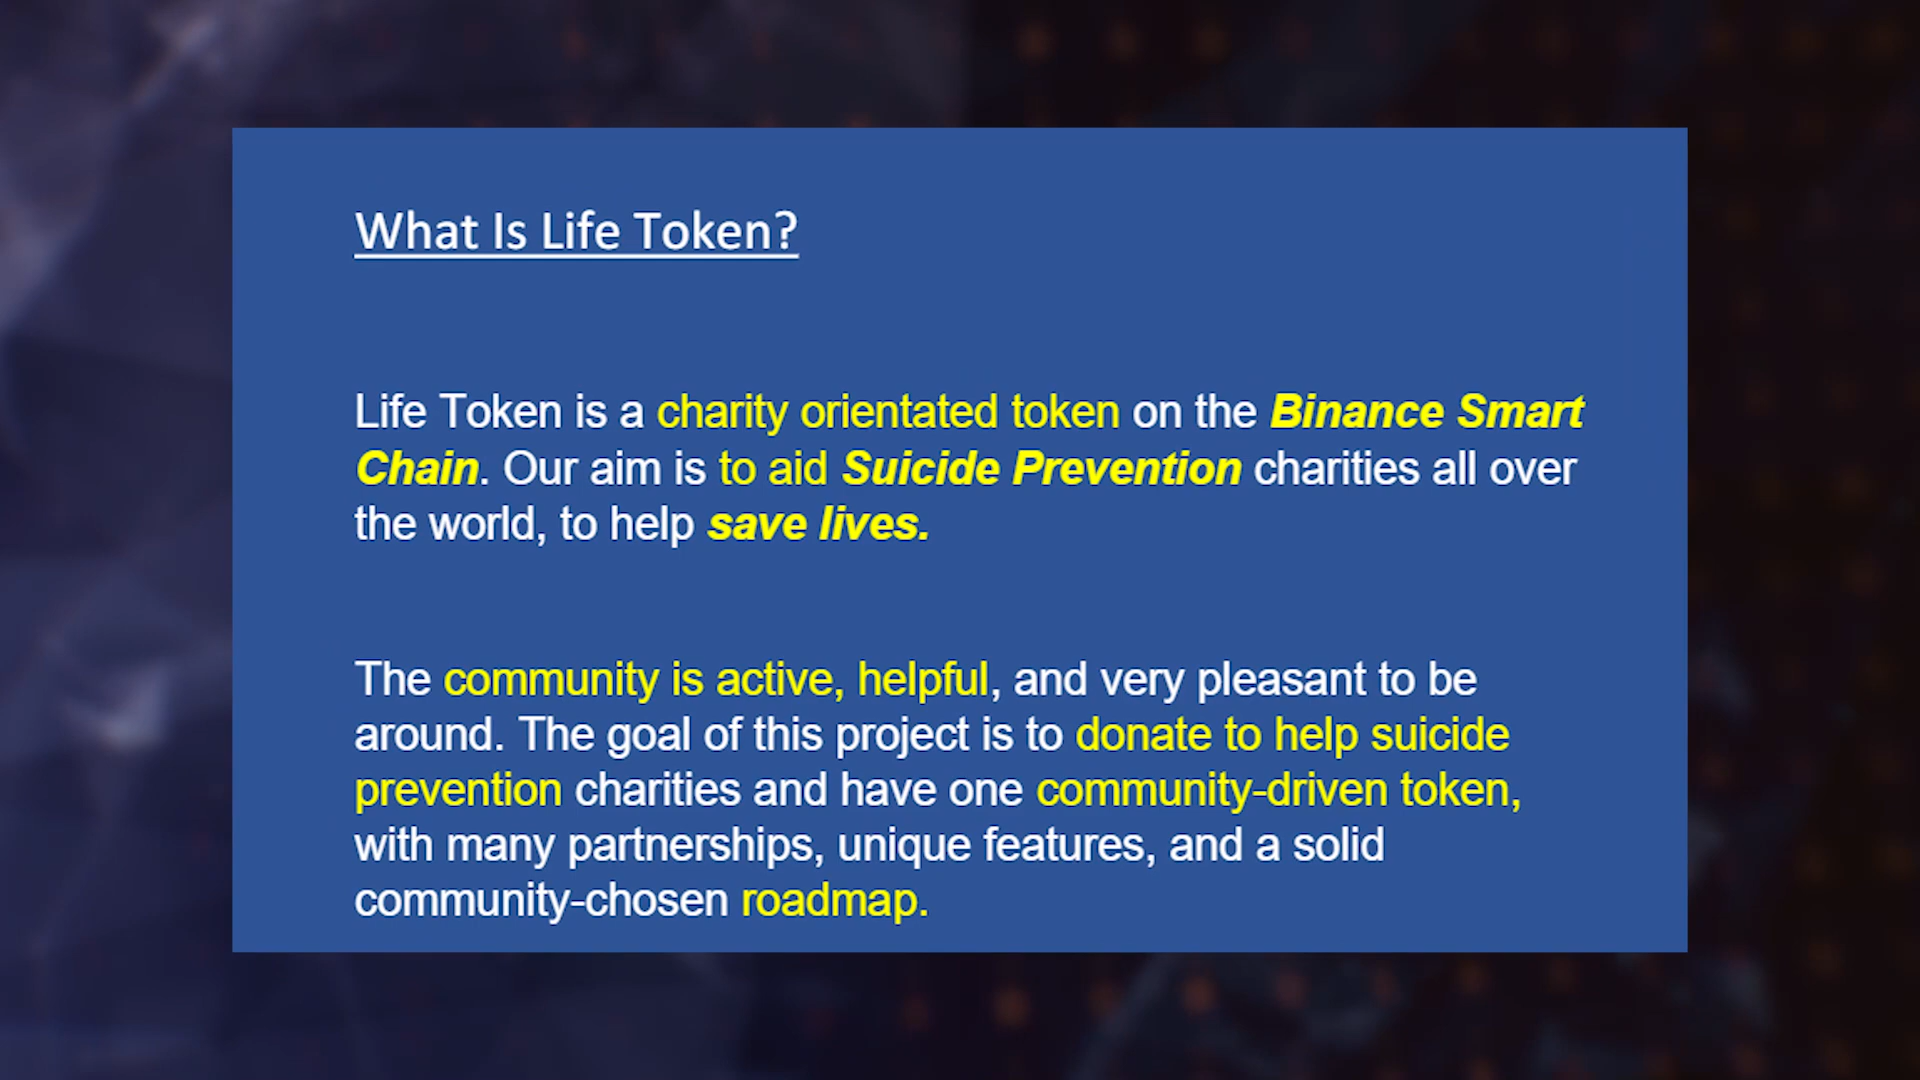 What Is Life Token?
Life Token is a charity orientated token on the Binance Smart
Chain. Our aim is to aid Suicide Prevention charities all over
the world, to help save lives.
The community is active, helpful, and very pleasant to be
around. The goal of this project is to donate to help suicide
prevention charities and have one community-driven token,
with many partnerships, unique features, and a solid
community-chosen roadmap.